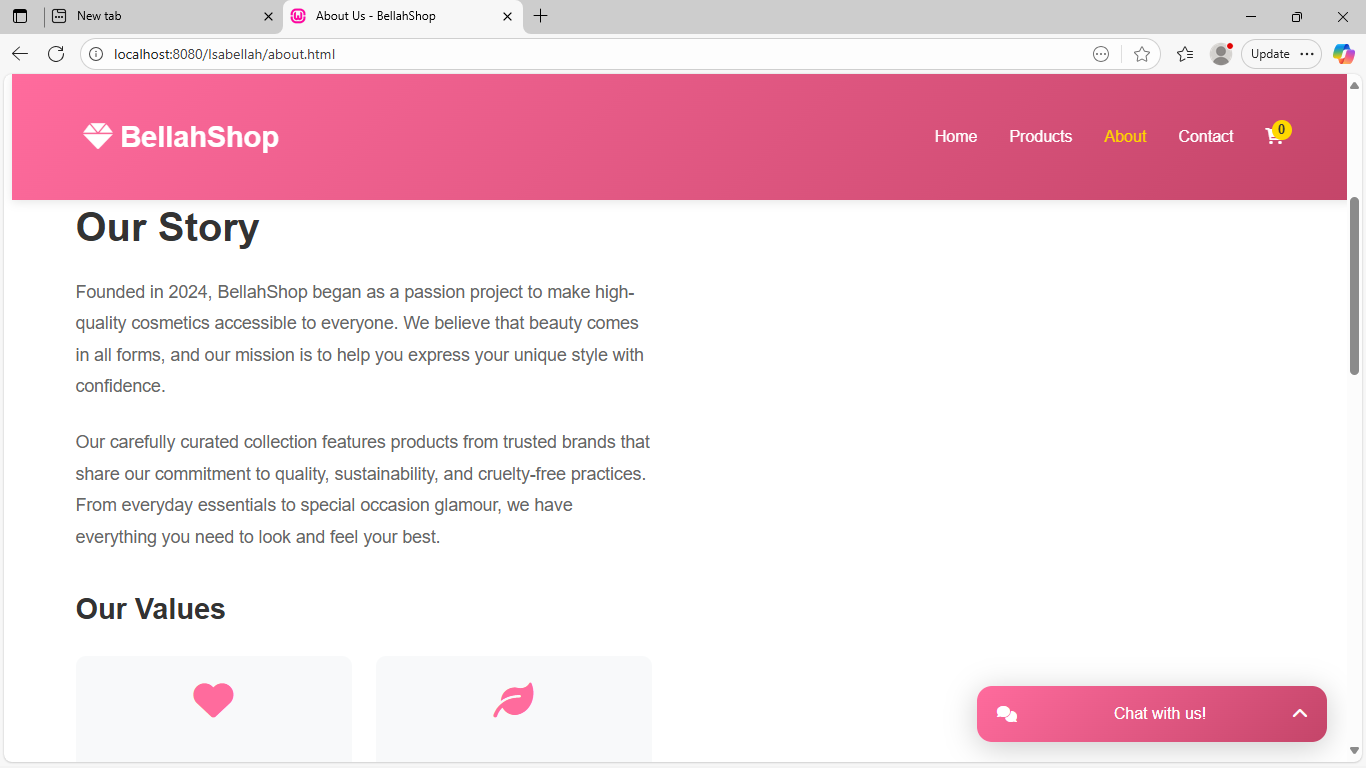 New tab
About Us - BellahShop
localhost:8080/Isabellah/about.html
Update
BellahShop
Home
Products
About
Contact
0
Our Story
Founded in 2024, BellahShop began as a passion project to make high-
quality cosmetics accessible to everyone. We believe that beauty comes
in all forms, and our mission is to help you express your unique style with
confidence.
Our carefully curated collection features products from trusted brands that
share our commitment to quality, sustainability, and cruelty-free practices.
From everyday essentials to special occasion glamour, we have
everything you need to look and feel your best.
Our Values
Chat with us!